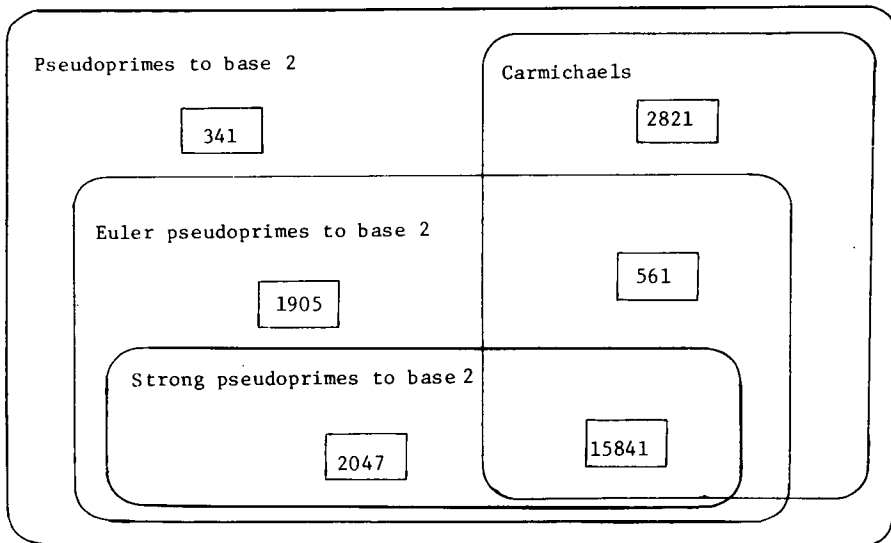 Pseudoprimes to base 2
Carmichaels
341
2821
Euler pseudoprimes to base 2
1905
561
Strong pseudoprimes to base 2
2047
15841